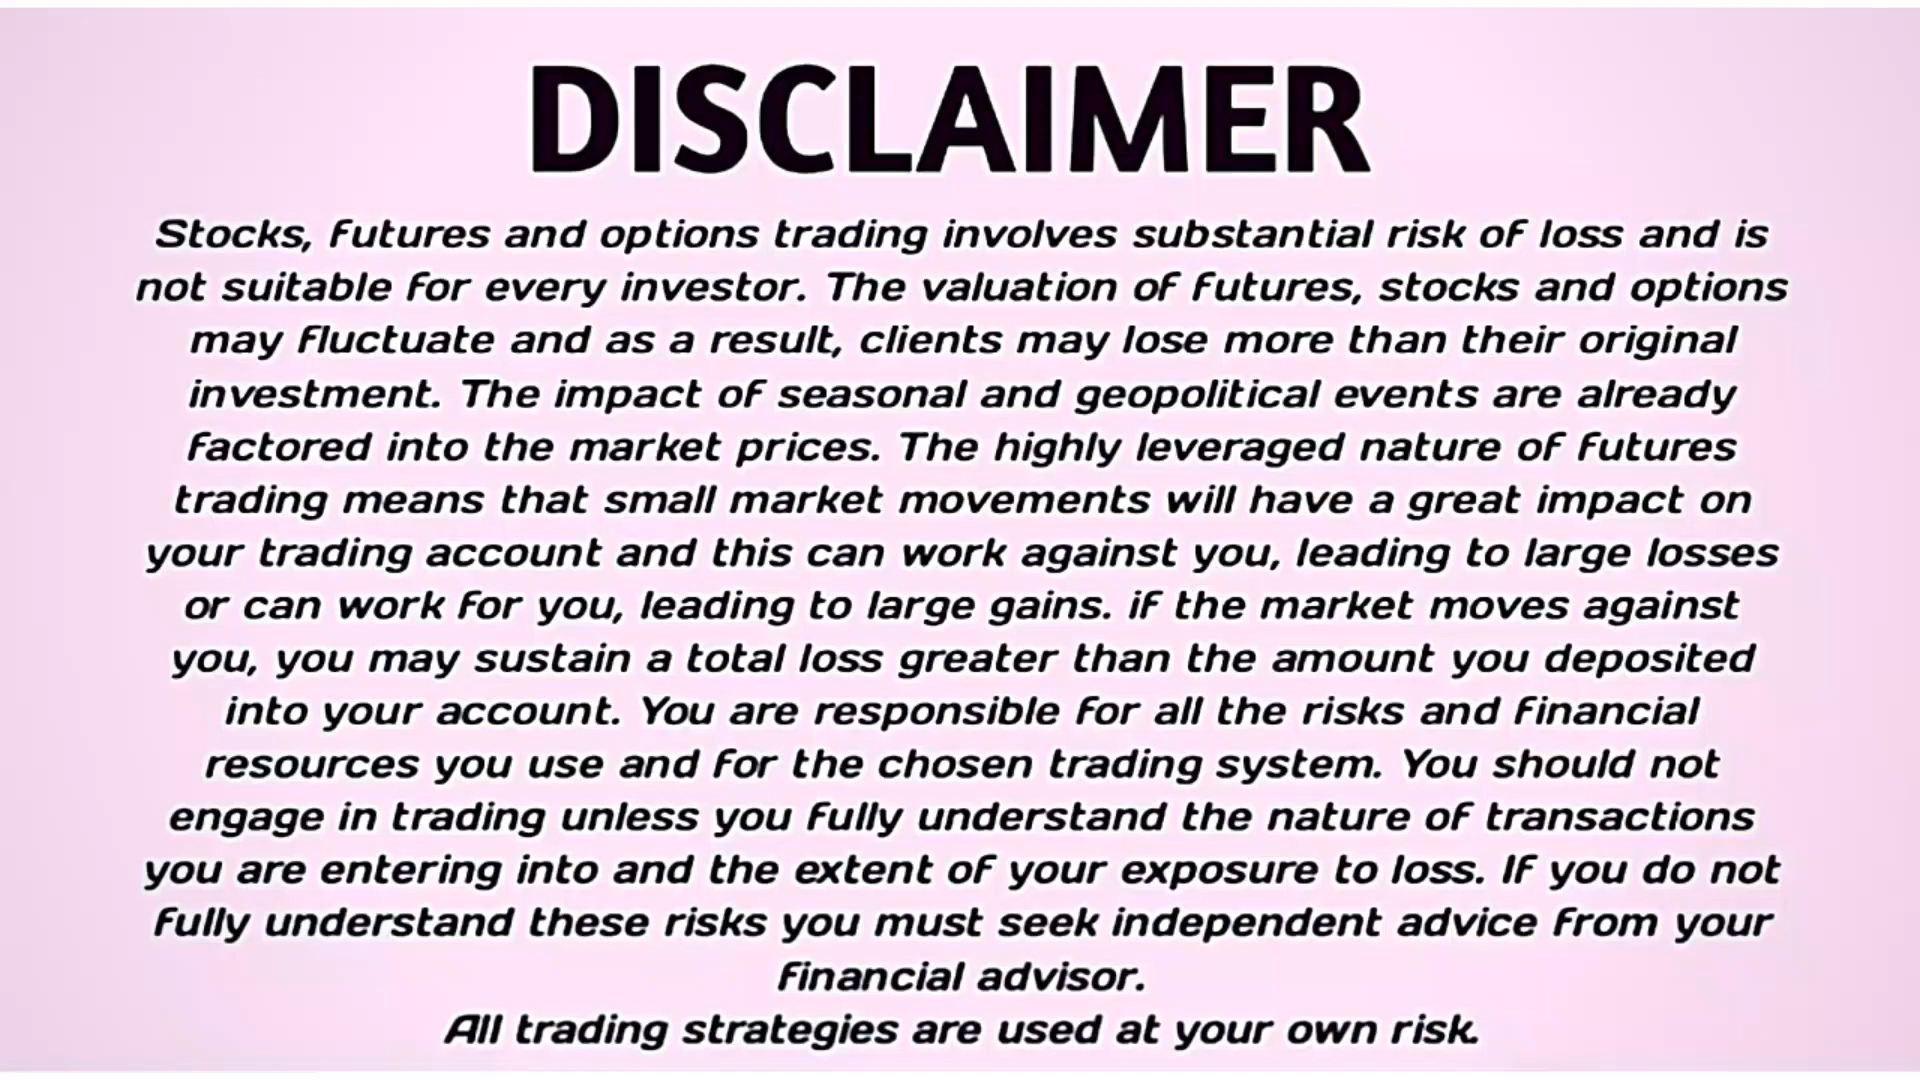 DISCLAIMER
Stocks, futures and options trading involves substantial risk of loss and is
not suitable for every investor. The valuation of futures, stocks and options
may fluctuate and as a result, clients may lose more than their original
investment. The impact of seasonal and geopolitical events are already
factored into the market prices. The highly leveraged nature of futures
trading means that small market movements will have a great impact on
your trading account and this can work against you, leading to large losses
or can work for you, leading to large gains. if the market moves against
you, you may sustain a total loss greater than the amount you deposited
into your account. You are responsible for all the risks and financial
resources you use and for the chosen trading system. You should not
engage in trading unless you fully understand the nature of transactions
you are entering into and the extent of your exposure to loss. If you do not
fully understand these risks you must seek independent advice from your
financial advisor.
All trading strategies are used at your own risk.